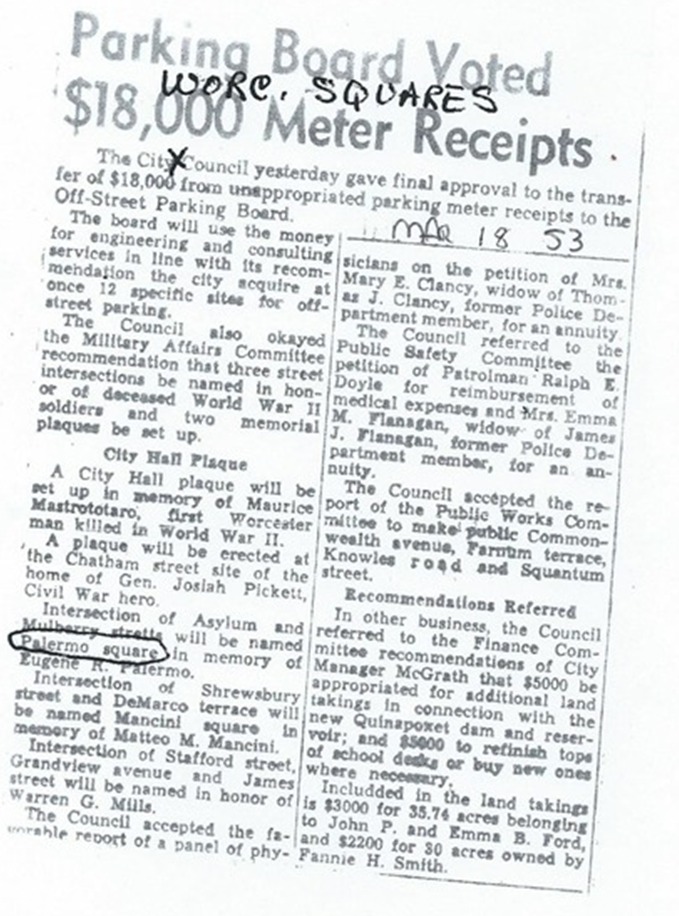 Parking Board Voted
WORC. SQUARES
$18,000 Meter Receipts
The City X Council yesterday gave final approval to the trans-
fer of $18,000 from unappropriated parking meter receipts to the
Off-Street Parking Board.
MAR 18 53
The board will use the money
for engineering and consulting
services in line with its recom-
mendation the city acquire at
once 12 specific sites for off-
street parking.
The Council also okayed
the Military Affairs Committee
recommendation that three street
intersections be named in hon-
or of deceased World War II
soldiers and two memorial
plaques be set up.
City Hall Plaque
A City Hall plaque will be
set up in memory of Maurice
Mastrototaro, first Worcester
man killed in World War II.
A plaque will be erected at
the Chatham street site of the
home of Gen. Josiah Pickett,
Civil War hero.
Intersection of Asylum and
Mulberry stretts will be named
Palermo square in memory of
Eugene R. Palermo.
Intersection of Shrewsbury
street and DeMarco terrace will
be named Mancini square in
memory of Matteo M. Mancini.
Intersection of Stafford street,
Grandview avenue and James
street will be named in honor of
Warren G. Mills.
The Council accepted the fa-
vorable report of a panel of phy-
sicians on the petition of Mrs.
Mary E. Clancy, widow of Thom-
as J. Clancy, former Police De-
partment member, for an annuity.
The Council referred to the
Public Safety Committee the
petition of Patrolman Ralph E.
Doyle for reimbursement of
medical expenses and Mrs. Emma
M. Flanagan, widow of James
J. Flanagan, former Police De-
partment member, for an an-
nuity.
The Council accepted the re-
port of the Public Works Com-
mittee to make public Common-
wealth avenue, Farnum terrace,
Knowles road and Squantum
street.
Recommendations Referred
In other business, the Council
referred to the Finance Com-
mittee recommendations of City
Manager McGrath that $5000 be
appropriated for additional land
takings in connection with the
new Quinapoxet dam and reser-
voir; and $5000 to refinish tops
of school desks or buy new ones
where necessary.
Includded in the land takings
is $3000 for 35.74 acres belonging
to John P. and Emma B. Ford,
and $2200 for 30 acres owned by
Fannie H. Smith.